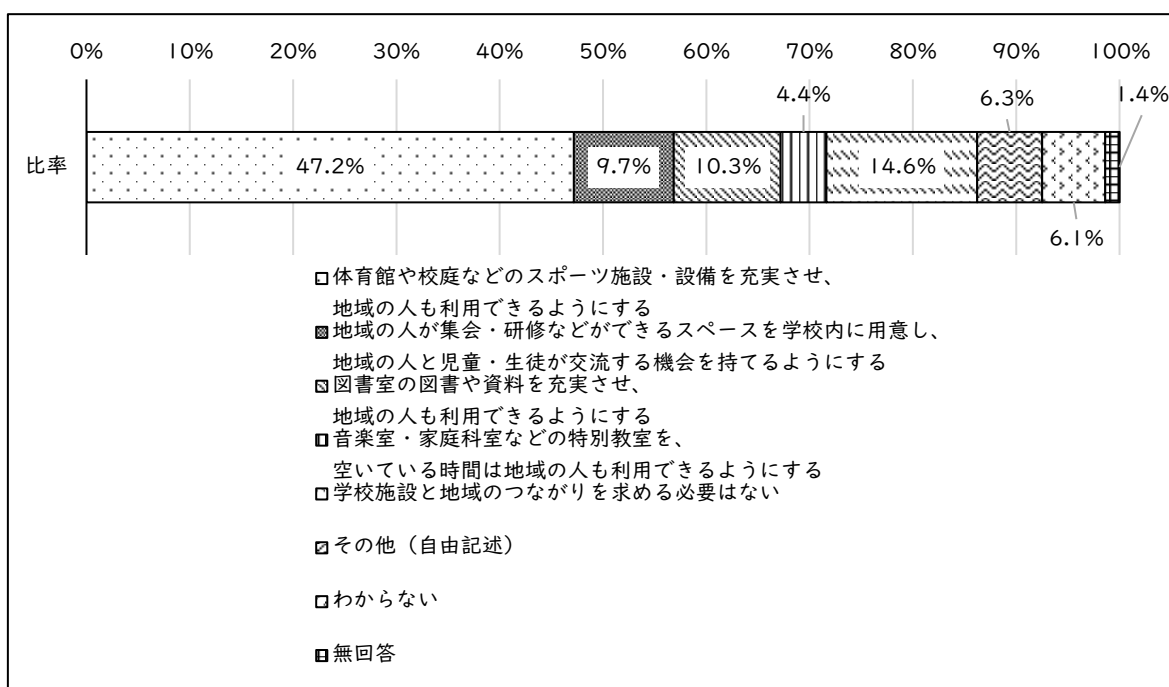 0% 10% 20% 30% 40% 50% 60% 70% 80% 90% 100%
4.4% 6.3% 1.4%
比率 47.2% 9.7% 10.3% 14.6%
6.1%
体育館や校庭などのスポーツ施設・設備を充実させ、
地域の人も利用できるようにする
地域の人が集会・研修などができるスペースを学校内に用意し、
地域の人と児童・生徒が交流する機会を持てるようにする
図書室の図書や資料を充実させ、
地域の人も利用できるようにする
音楽室・家庭科室などの特別教室を、
空いている時間は地域の人も利用できるようにする
学校施設と地域のつながりを求める必要はない
その他（自由記述）
わからない
無回答